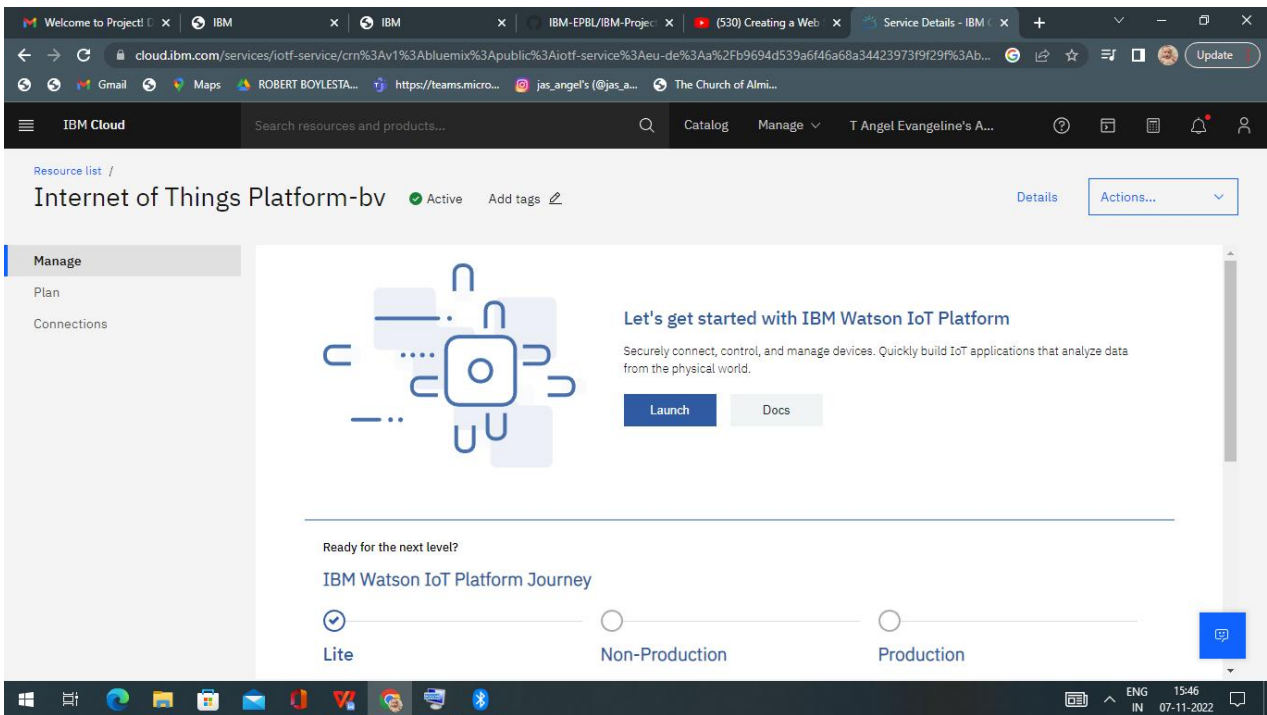 Welcome to Project! D
IBM
IBM
IBM-EPBL/IBM-Project
(530) Creating a Web
Service Details - IBM C
cloud.ibm.com/services/iotf-service/crn%3Av1%3Abluemix%3Apublic%3Aiotf-service%3Aeu-de%3Aa%2Fb9694d539a6f46a68a34423973f9f29f%3Ab...
Update
Gmail
Maps
ROBERT BOYLESTA...
https://teams.micro...
jas_angel's (@jas_a...
The Church of Almi...
IBM Cloud
Search resources and products...
Catalog
Manage
T Angel Evangeline's A...
Resource list /
Internet of Things Platform-bv
Active
Add tags
Details
Actions...
Manage
Plan
Connections
Let's get started with IBM Watson IoT Platform
Securely connect, control, and manage devices. Quickly build IoT applications that analyze data
from the physical world.
Launch
Docs
Ready for the next level?
IBM Watson IoT Platform Journey
Lite
Non-Production
Production
ENG
IN
15:46
07-11-2022